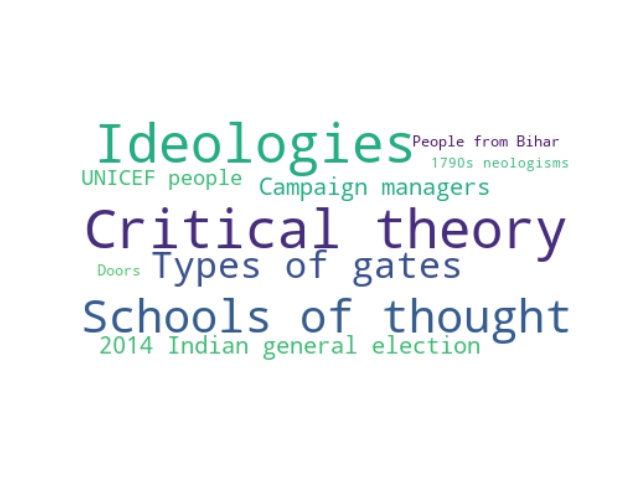 Ideologies
People from Bihar
1790s neologisms
UNICEF people
Campaign managers
Critical theory
Doors
Types of gates
Schools of thought
2014 Indian general election